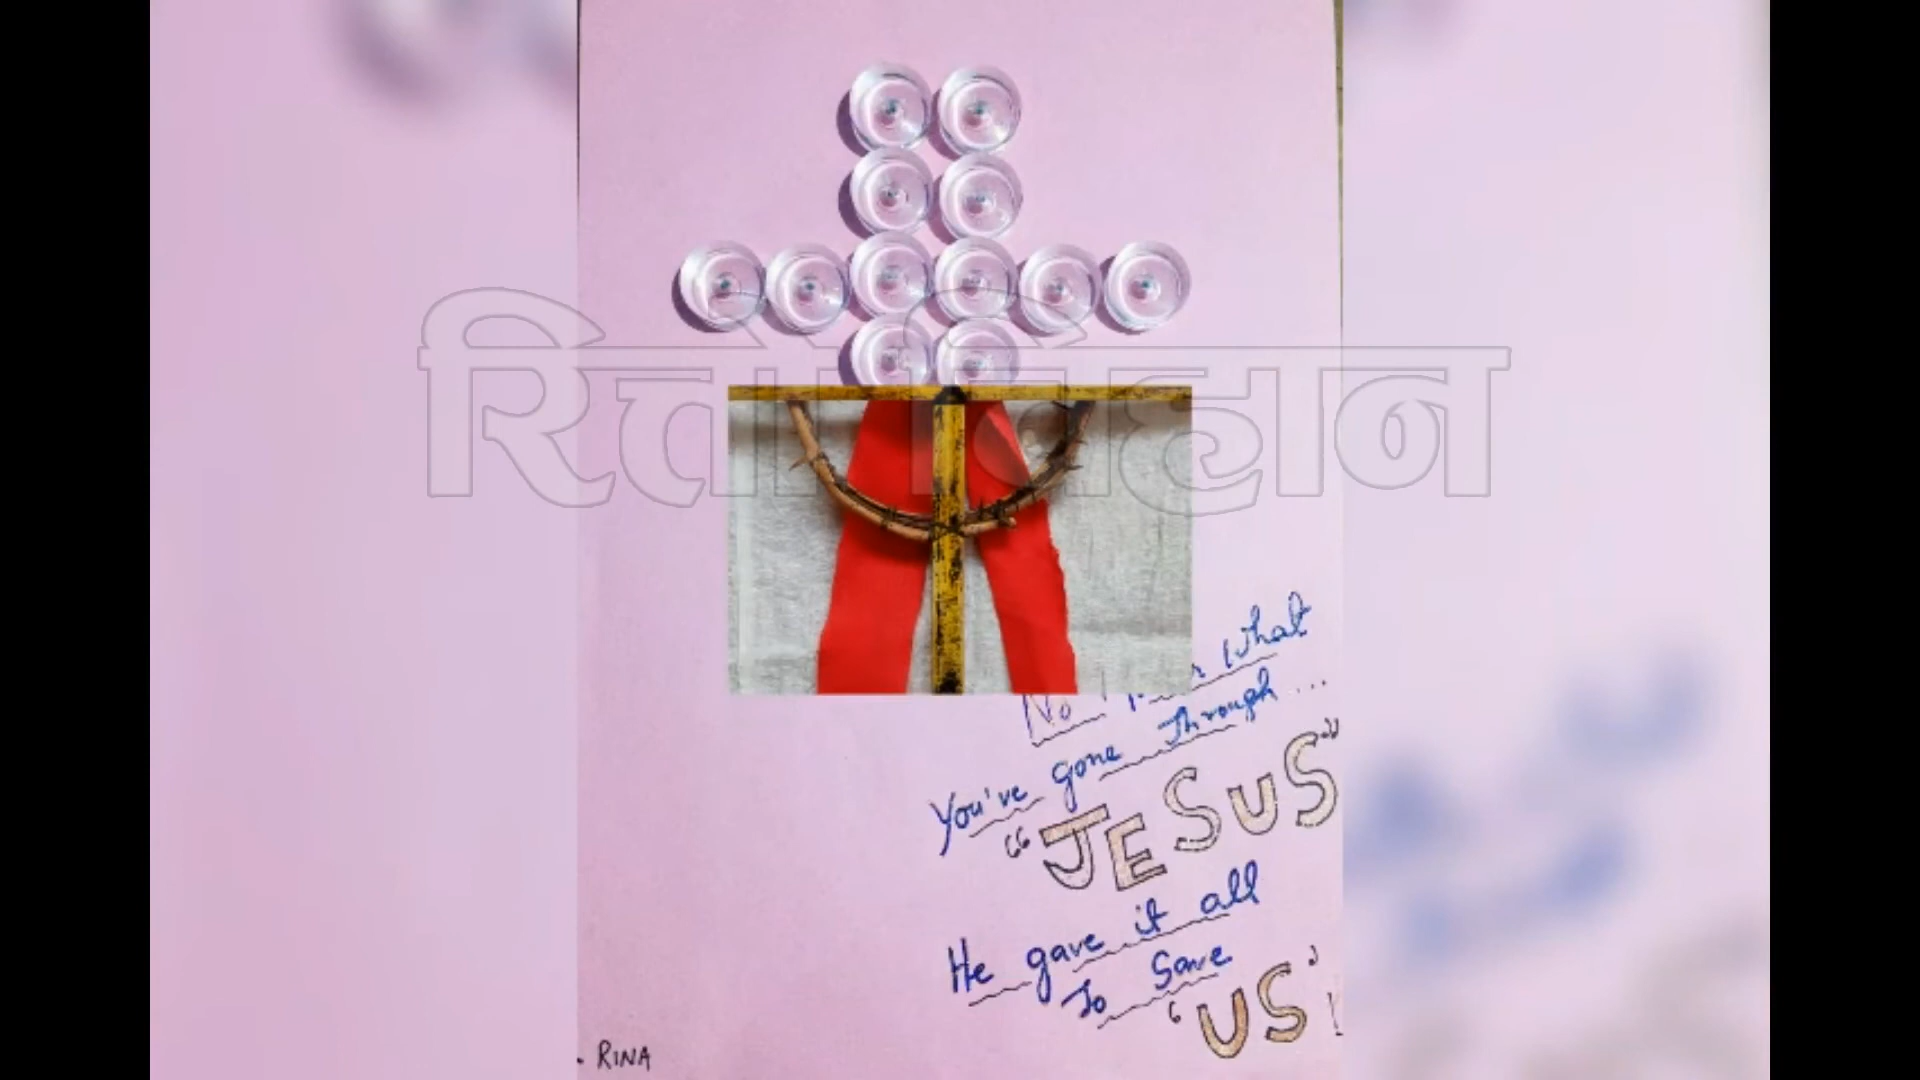 रितो विहान
No What
You've gone Through...
"JESUS"
He gave it all
To Save
"US!
. RINA